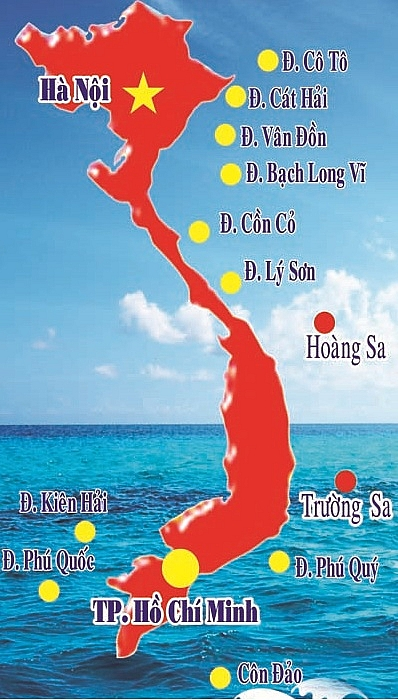 Đ. Cô Tô
Hà Nội
Đ. Cát Hải
Đ. Vân Đồn
Đ. Bạch Long Vĩ
Đ. Cồn Cỏ
Đ. Lý Sơn
Hoàng Sa
Đ. Kiên Hải
Trường Sa
Đ. Phú Quốc
Đ. Phú Quý
TP. Hồ Chí Minh
Côn Đảo